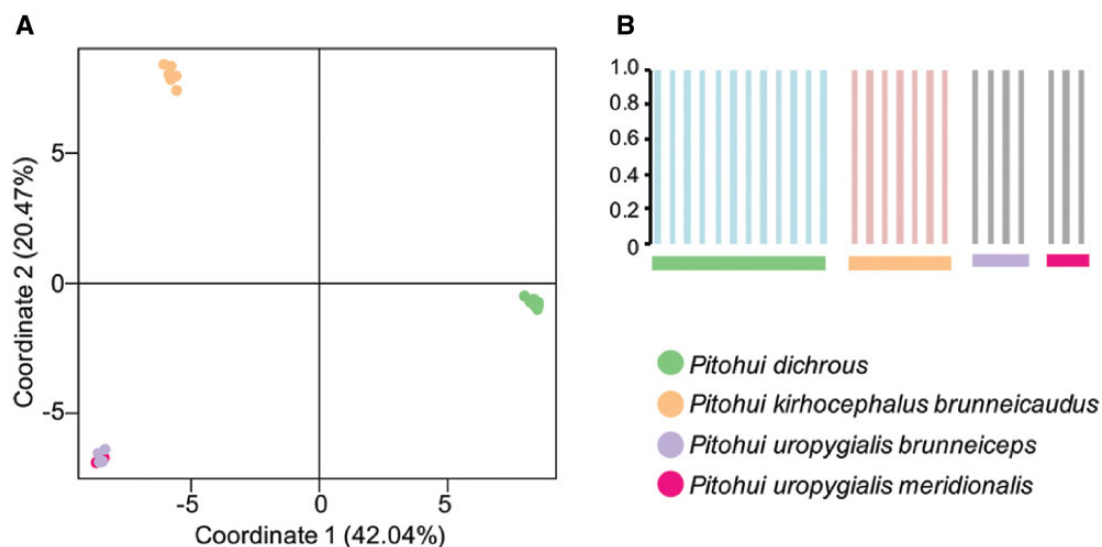 A
B
5
0
-5
Coordinate 2 (20.47%)
-5
0
5
Coordinate 1 (42.04%)
1.0
0.8
0.6
0.4
0.2
0
Pitohui dichrous
Pitohui kirhocephalus brunneicaudus
Pitohui uropygialis brunneiceps
Pitohui uropygialis meridionalis